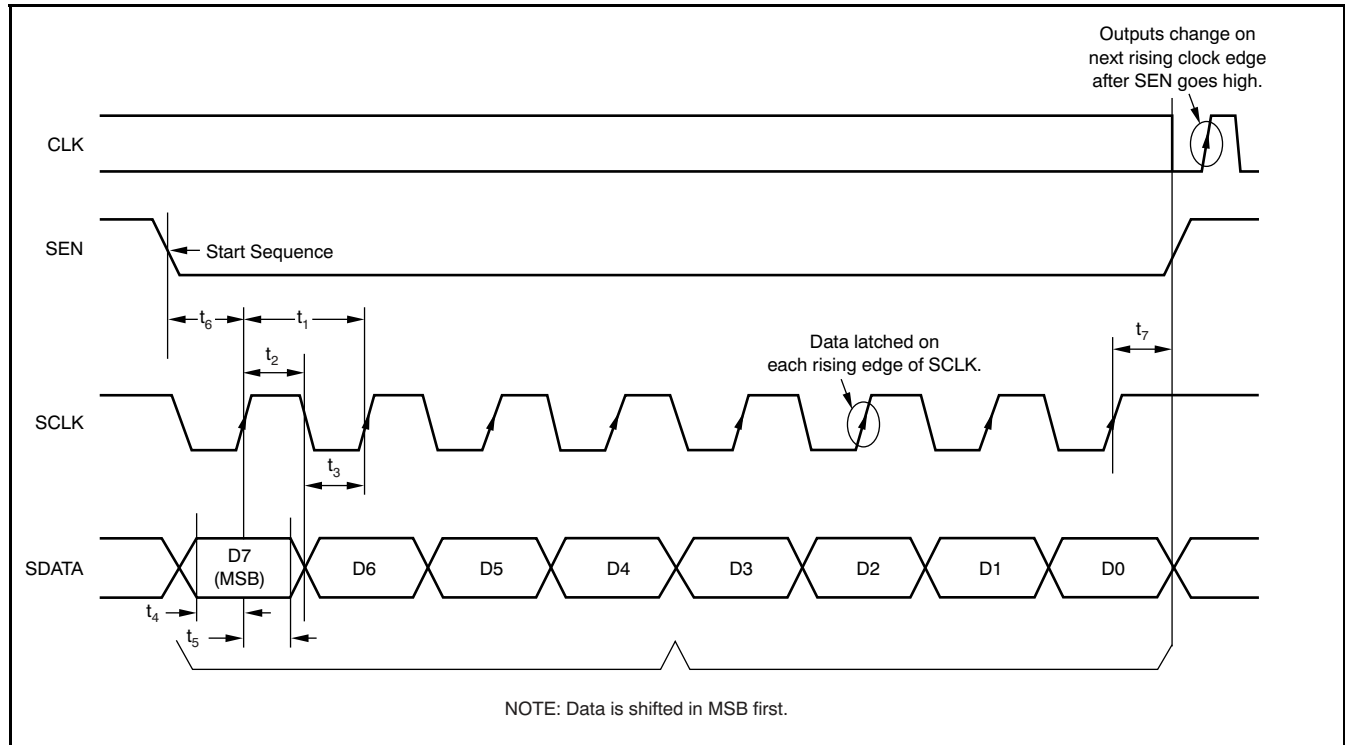 Outputs change on
next rising clock edge
after SEN goes high.
CLK
SEN
Start Sequence
t6
t1
t7
t2
Data latched on
each rising edge of SCLK.
SCLK
t3
SDATA
D7
(MSB)
D6
D5
D4
D3
D2
D1
D0
t4
t5
NOTE: Data is shifted in MSB first.